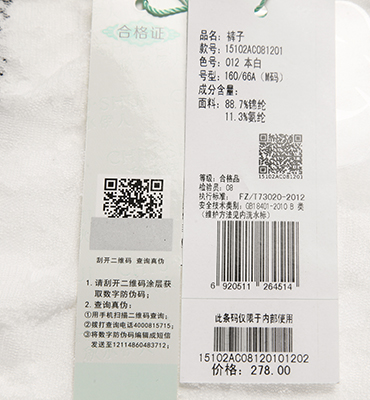 合格证
刮开二维码 查询真伪
1. 请刮开二维码涂层获
取数字防伪码；
2. 查询真伪：
①用手机扫描二维码查询；
②拨打查询电话4000815715；
③将数字防伪码编辑成短信
发送至12114860483712；
品名: 裤子
款号: 15102AC081201
色号: 012 本白
号型: 160/66A (M码)
成分含量:
面料: 88.7%锦纶
11.3%氨纶
15102AC081203
等级: 合格品
检验员: 08
执行标准: FZ/T73020-2012
安全技术类别: GB18401-2010 B 类
(维护方法见内洗水标)
6 920511 264514
此条码仅限于内部使用
15102AC08120101202
价格: 278.00